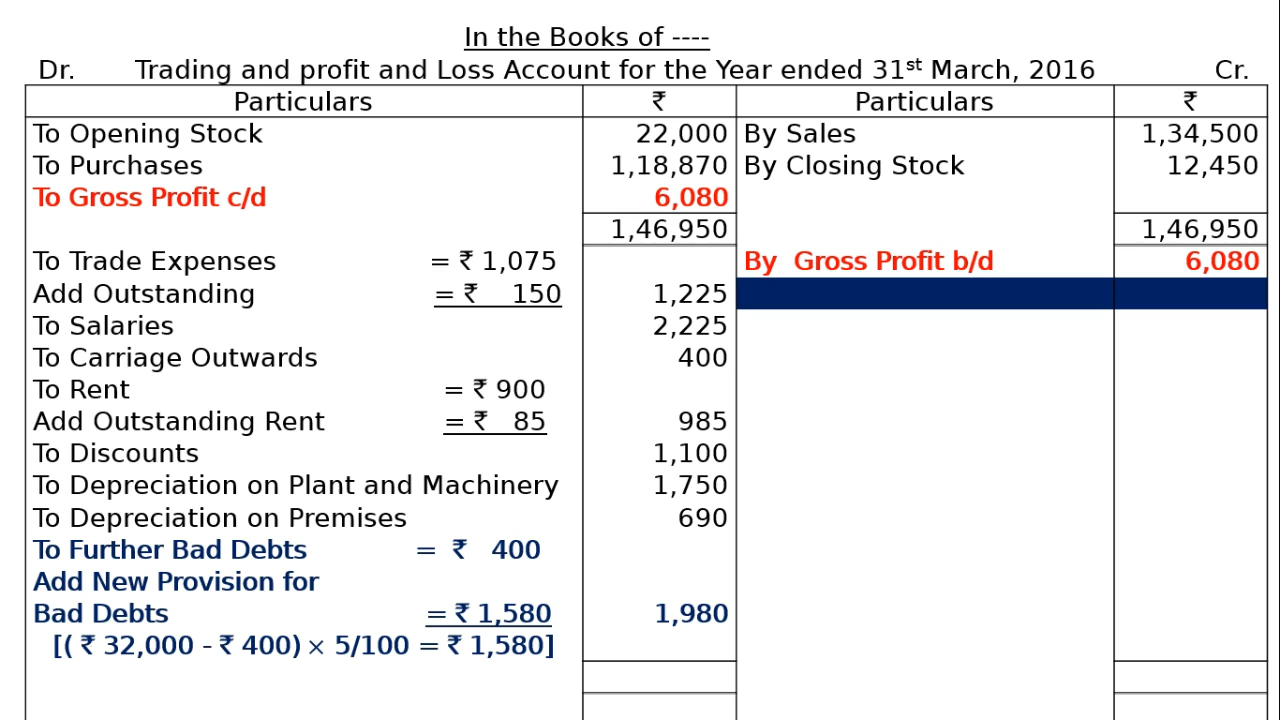 In the Books of ----
Dr. Trading and profit and Loss Account for the Year ended 31st March, 2016 Cr.
Particulars ₹ Particulars ₹
To Opening Stock 22,000 By Sales 1,34,500
To Purchases 1,18,870 By Closing Stock 12,450
To Gross Profit c/d 6,080
1,46,950 1,46,950
To Trade Expenses = ₹ 1,075 By Gross Profit b/d 6,080
Add Outstanding = ₹ 150 1,225
To Salaries 2,225
To Carriage Outwards 400
To Rent = ₹ 900
Add Outstanding Rent = ₹ 85 985
To Discounts 1,100
To Depreciation on Plant and Machinery 1,750
To Depreciation on Premises 690
To Further Bad Debts = ₹ 400
Add New Provision for
Bad Debts = ₹ 1,580 1,980
[( ₹ 32,000 - ₹ 400) × 5/100 = ₹ 1,580]